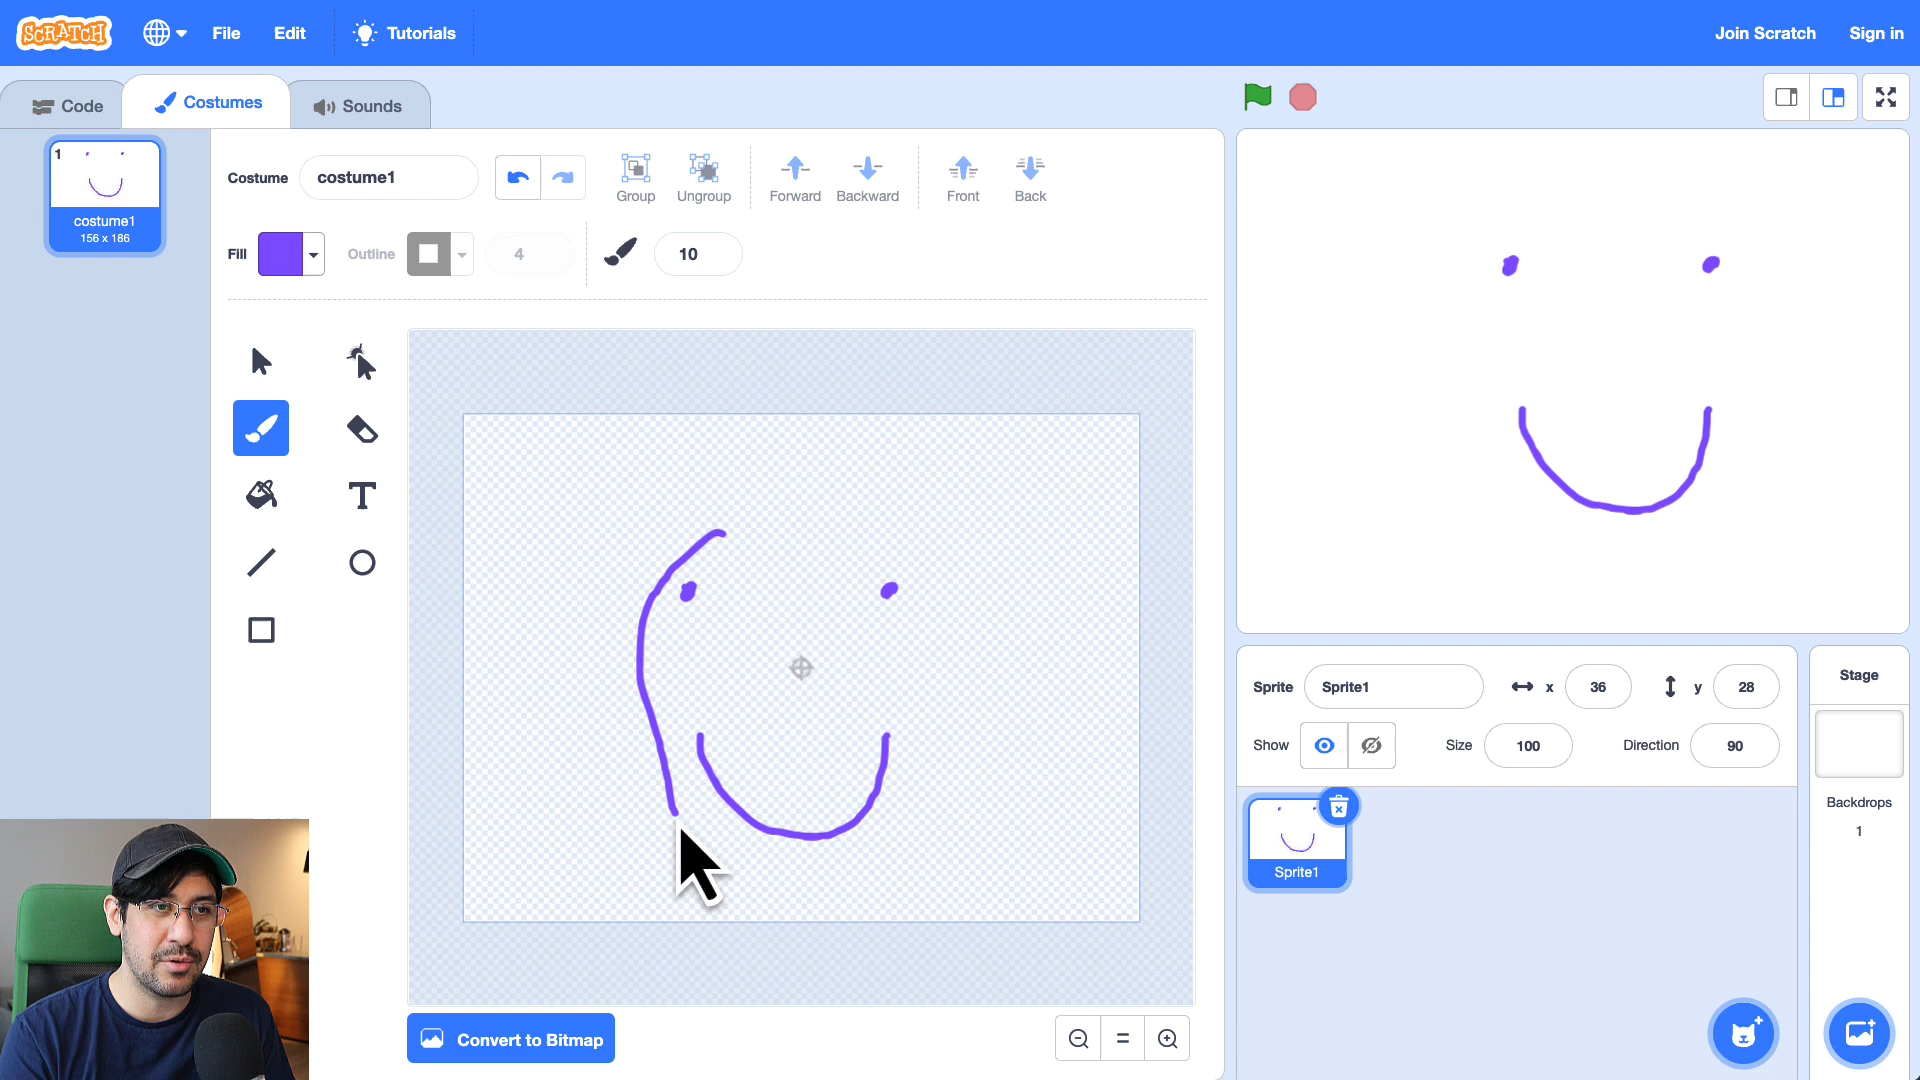 SCRATCH File Edit Tutorials Join Scratch Sign in
Code Costumes Sounds
1
costume1
156 x 186
Costume costume1 Group Ungroup Forward Backward Front Back
Fill Outline 4 10
T
Convert to Bitmap
Sprite Sprite1 x 36 y 28
Show Size 100 Direction 90
Sprite1
Stage
Backdrops
1